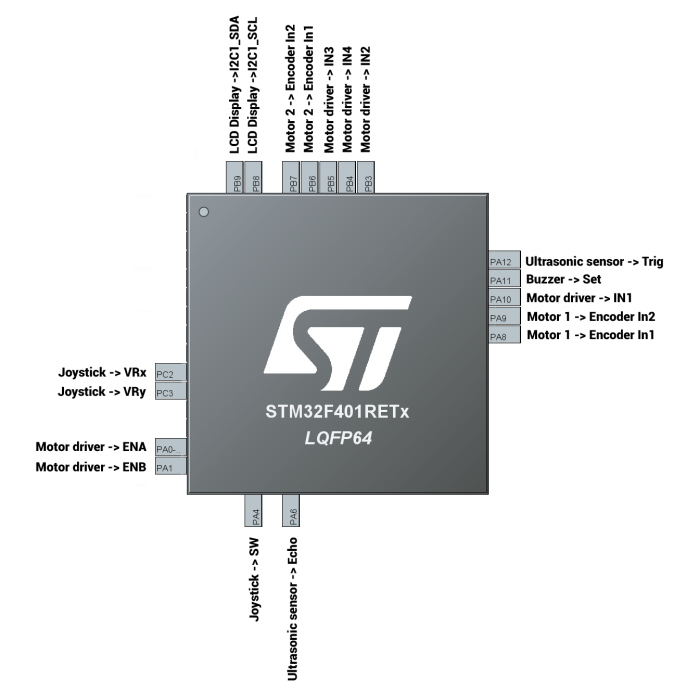 LCD Display ->I2C1_SDA
LCD Display ->I2C1_SCL
Motor 2 -> Encoder In2
Motor 2 -> Encoder In1
Motor driver -> IN3
Motor driver -> IN4
Motor driver -> IN2
PB9
PB8
PB7
PB6
PB5
PB4
PB3
PA12 Ultrasonic sensor -> Trig
PA11 Buzzer -> Set
PA10 Motor driver -> IN1
PA9 Motor 1 -> Encoder In2
PA8 Motor 1 -> Encoder In1
Joystick -> VRx PC2
Joystick -> VRy PC3
ST
STM32F401RETx
LQFP64
Motor driver -> ENA PA0-..
Motor driver -> ENB PA1
PA4
PA6
Joystick -> SW
Ultrasonic sensor -> Echo